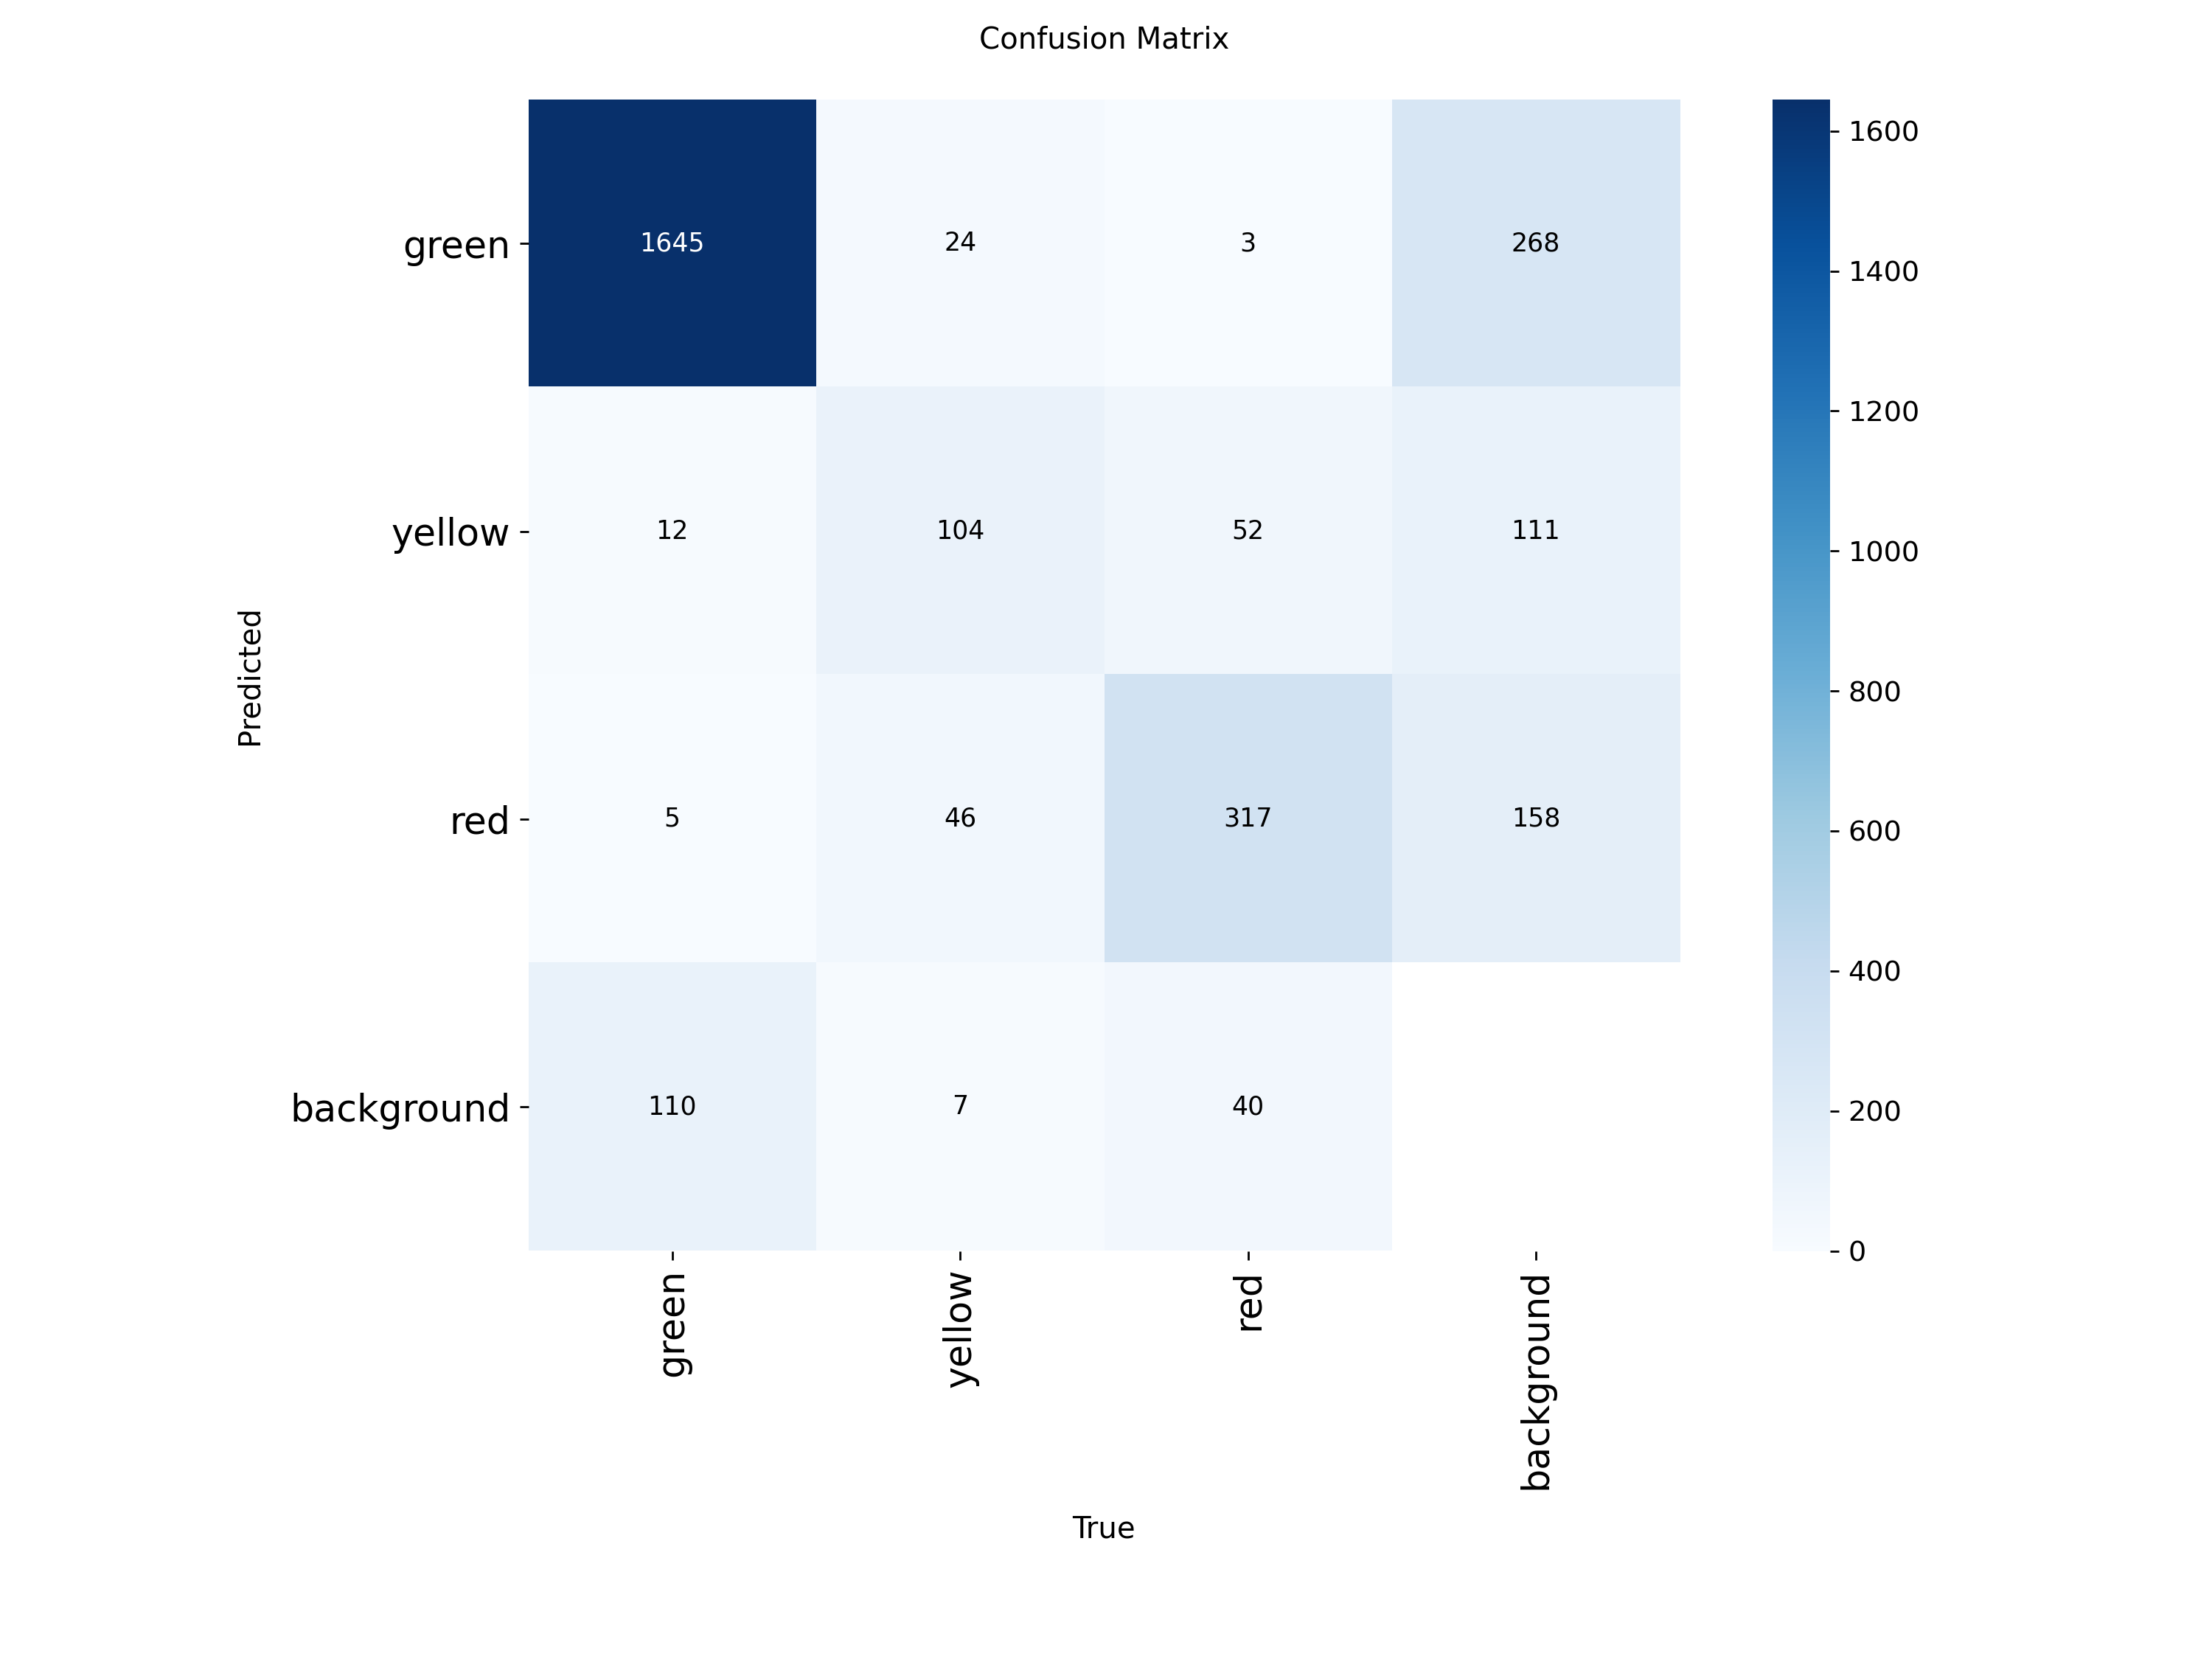 Confusion Matrix
green
1645 24 3 268
yellow
12 104 52 111
red
5 46 317 158
background
110 7 40
green yellow red background
Predicted
True
1600
1400
1200
1000
800
600
400
200
0